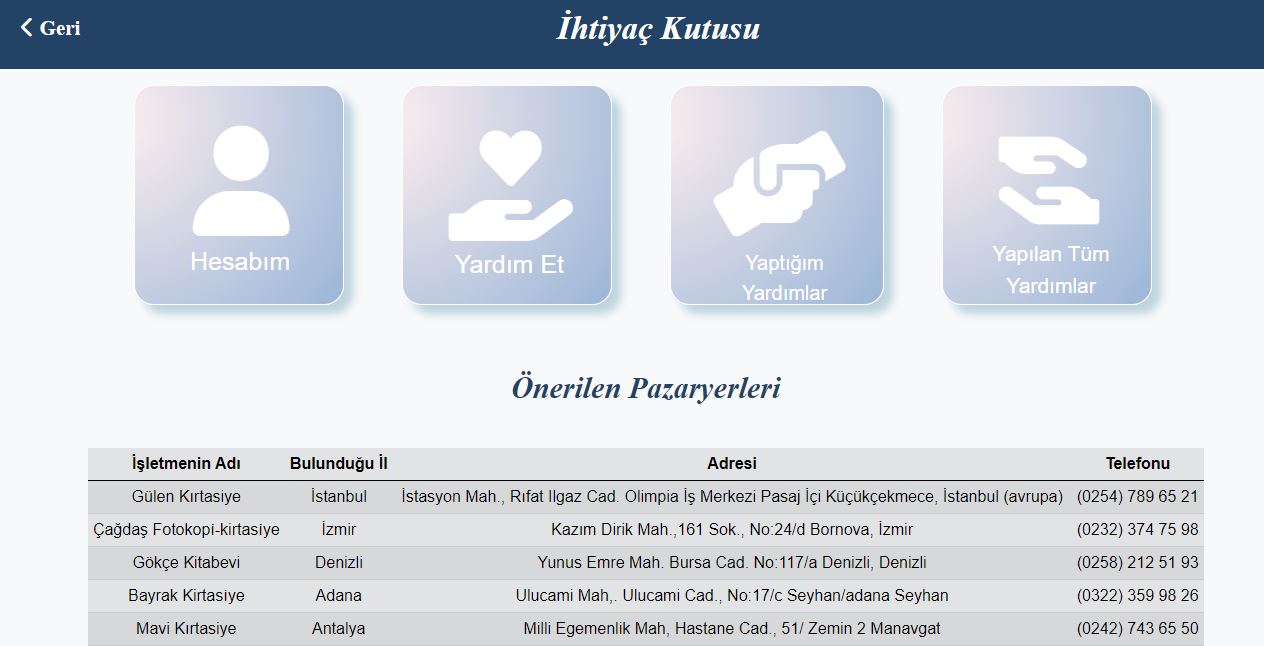 Geri
İhtiyaç Kutusu
Hesabım
Yardım Et
Yaptığım
Yardımlar
Yapılan Tüm
Yardımlar
Önerilen Pazaryerleri
İşletmenin Adı Bulunduğu İl Adresi Telefonu
Gülen Kırtasiye İstanbul İstasyon Mah., Rıfat Ilgaz Cad. Olimpia İş Merkezi Pasaj İçi Küçükçekmece, İstanbul (avrupa) (0254) 789 65 21
Çağdaş Fotokopi-kirtasiye İzmir Kazım Dirik Mah.,161 Sok., No:24/d Bornova, İzmir (0232) 374 75 98
Gökçe Kitabevi Denizli Yunus Emre Mah. Bursa Cad. No:117/a Denizli, Denizli (0258) 212 51 93
Bayrak Kirtasiye Adana Ulucami Mah,. Ulucami Cad., No:17/c Seyhan/adana Seyhan (0322) 359 98 26
Mavi Kırtasiye Antalya Milli Egemenlik Mah, Hastane Cad., 51/ Zemin 2 Manavgat (0242) 743 65 50